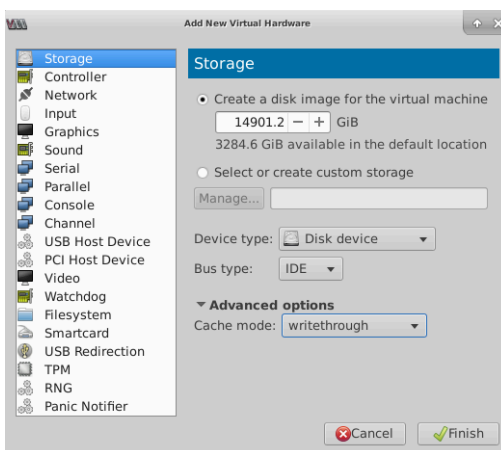 Add New Virtual Hardware
Storage
Controller
Network
Input
Graphics
Sound
Serial
Parallel
Console
Channel
USB Host Device
PCI Host Device
Video
Watchdog
Filesystem
Smartcard
USB Redirection
TPM
RNG
Panic Notifier
Storage
Create a disk image for the virtual machine
14901.2 − + GiB
3284.6 GiB available in the default location
Select or create custom storage
Manage...
Device type: Disk device
Bus type: IDE
Advanced options
Cache mode: writethrough
Cancel Finish